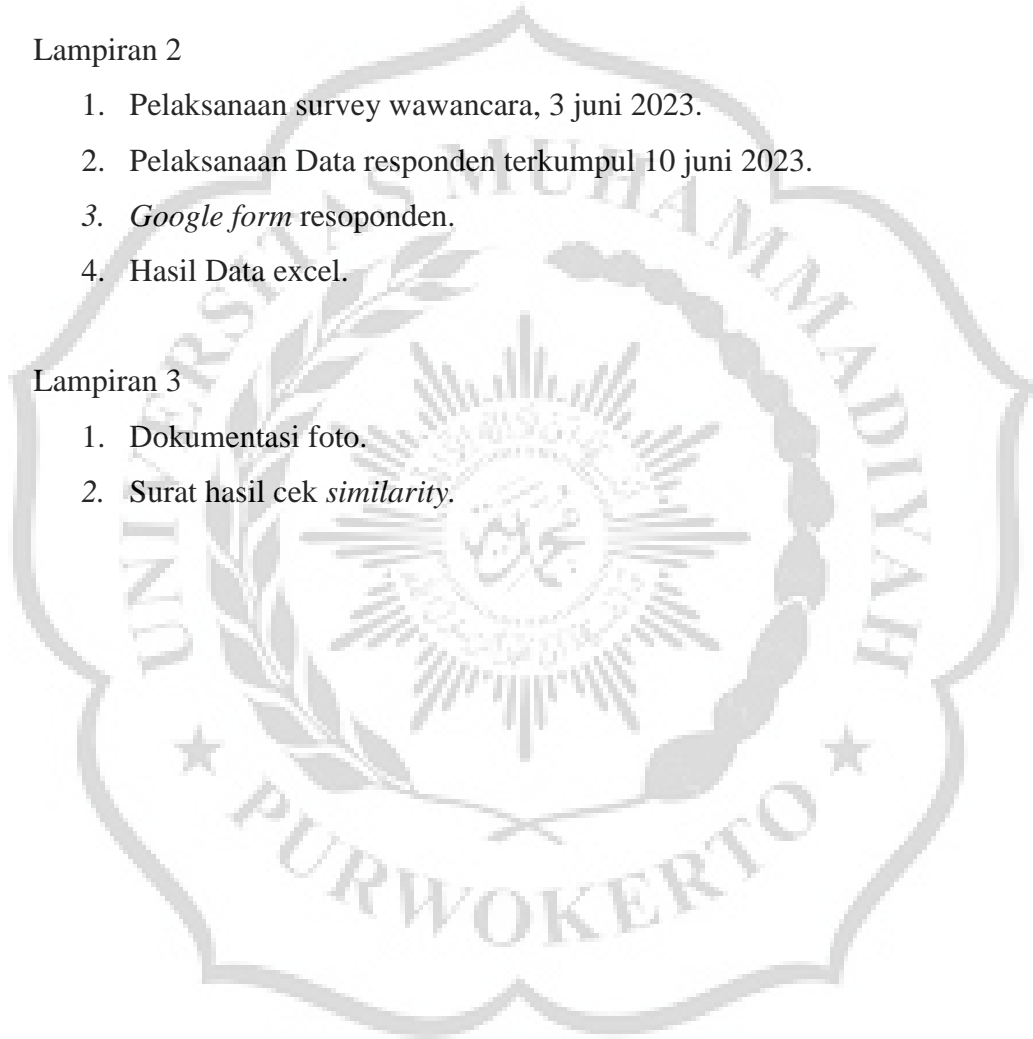 Lampiran 2
1. Pelaksanaan survey wawancara, 3 juni 2023.
2. Pelaksanaan Data responden terkumpul 10 juni 2023.
3. Google form resoponden.
4. Hasil Data excel.
Lampiran 3
1. Dokumentasi foto.
2. Surat hasil cek similarity.
UNIVERSITAS MUHAMMADIYAH
PURWOKERTO